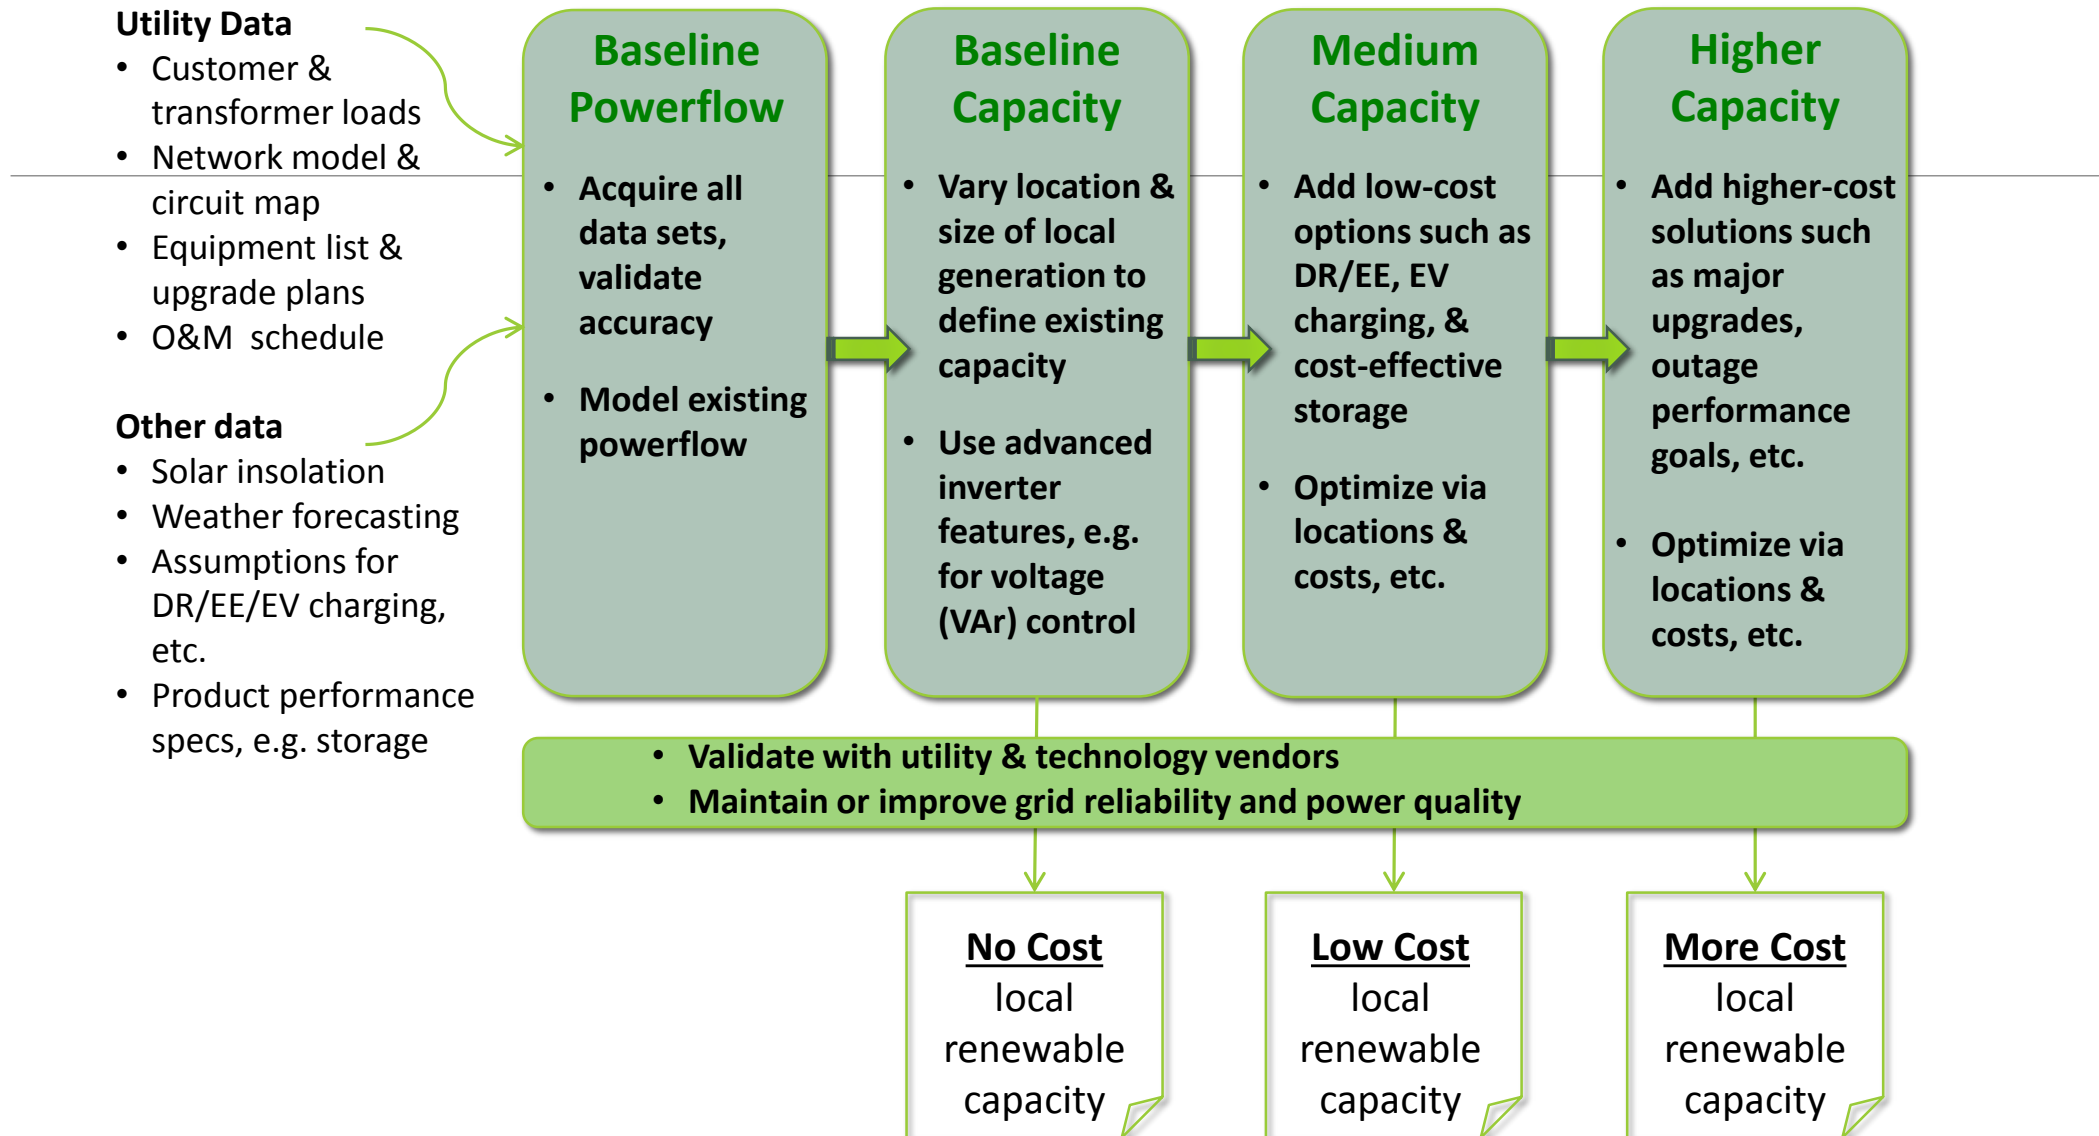 Utility Data
• Customer &
transformer loads
• Network model &
circuit map
• Equipment list &
upgrade plans
• O&M  schedule
Other data
• Solar insolation
• Weather forecasting
• Assumptions for
DR/EE/EV charging,
etc.
• Product performance
specs, e.g. storage
Baseline
Powerflow
• Acquire all
data sets,
validate
accuracy
• Model existing
powerflow
Baseline
Capacity
• Vary location &
size of local
generation to
define existing
capacity
• Use advanced
inverter
features, e.g.
for voltage
(VAr) control
Medium
Capacity
• Add low-cost
options such as
DR/EE, EV
charging, &
cost-effective
storage
• Optimize via
locations &
costs, etc.
Higher
Capacity
• Add higher-cost
solutions such
as major
upgrades,
outage
performance
goals, etc.
• Optimize via
locations &
costs, etc.
• Validate with utility & technology vendors
• Maintain or improve grid reliability and power quality
No Cost
local
renewable
capacity
Low Cost
local
renewable
capacity
More Cost
local
renewable
capacity